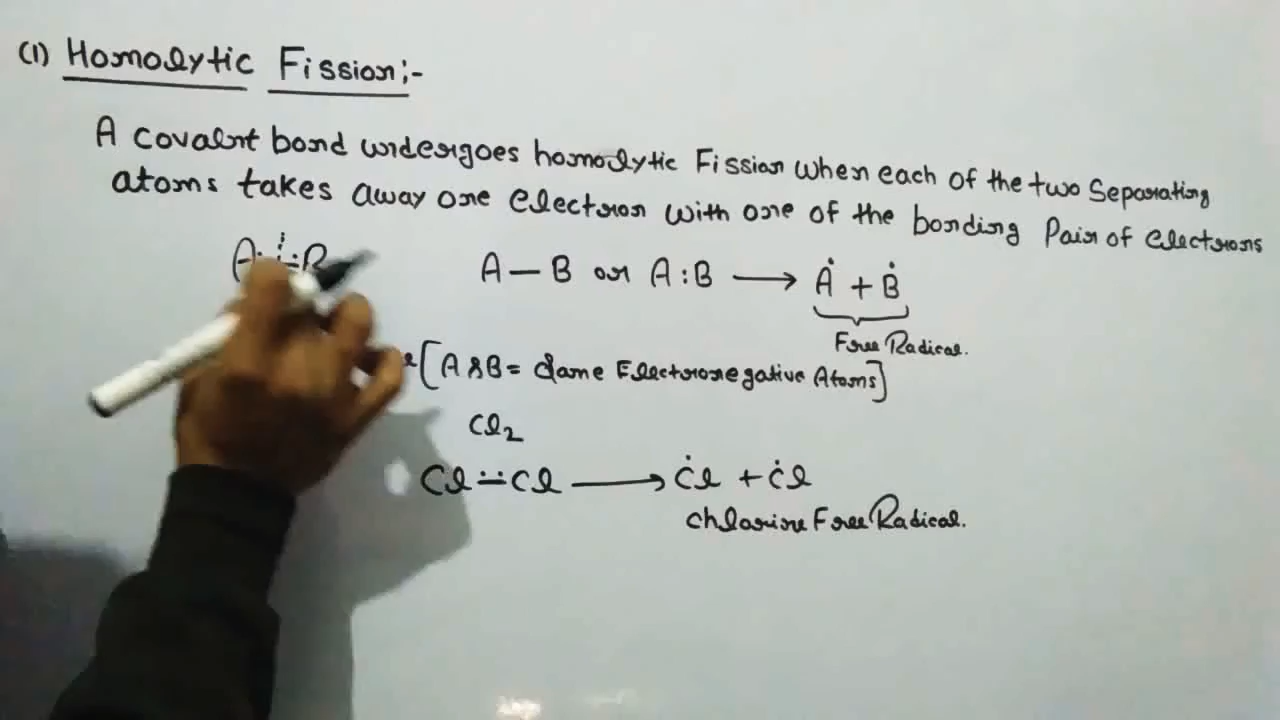 (1) Homolytic Fission:-
A covalent bond undergoes homolytic Fission when each of the two Separating
atoms takes away one electron with one of the bonding Pair of electrons
A B
A — B or A : B ⟶ Ȧ + Ḃ
Free Radical.
[A & B = Same Electronegative Atoms]
Cl₂
Cl ∸ Cl ⟶ Ċl + Ċl
chlorine Free Radical.